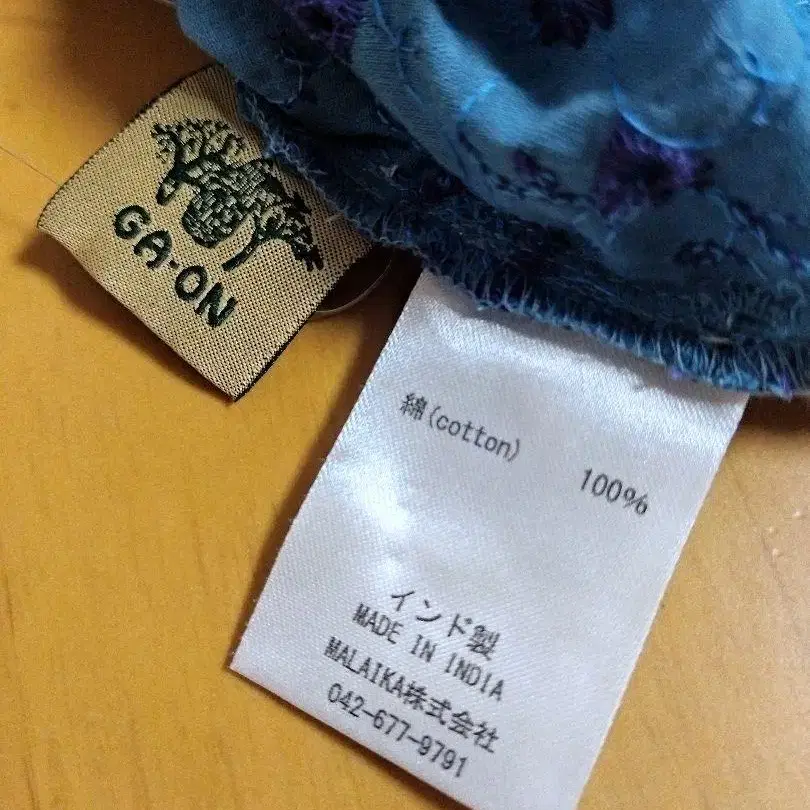 GA-ON
綿(cotton)
100%
インド製
MADE IN INDIA
MALAIKA株式会社
042-677-9791